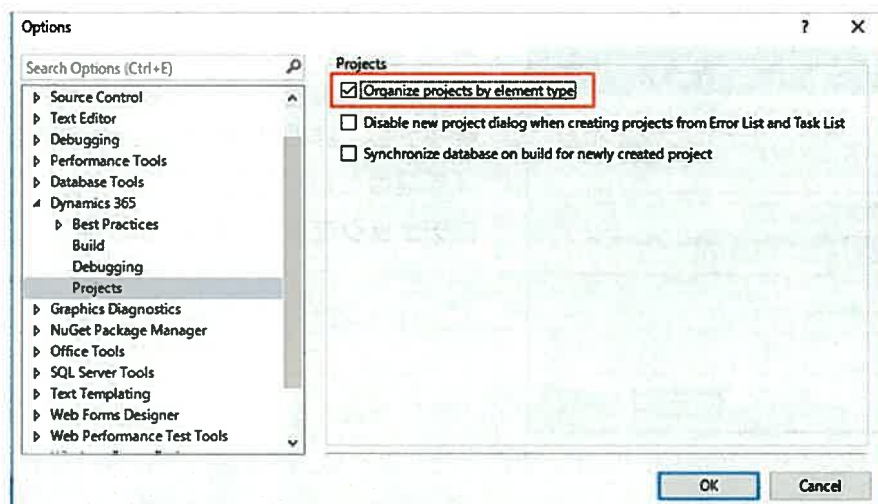 Options
? X
Search Options (Ctrl+E)
Source Control
Text Editor
Debugging
Performance Tools
Database Tools
Dynamics 365
Best Practices
Build
Debugging
Projects
Graphics Diagnostics
NuGet Package Manager
Office Tools
SQL Server Tools
Text Templating
Web Forms Designer
Web Performance Test Tools
Projects
Organize projects by element type
Disable new project dialog when creating projects from Error List and Task List
Synchronize database on build for newly created project
OK
Cancel